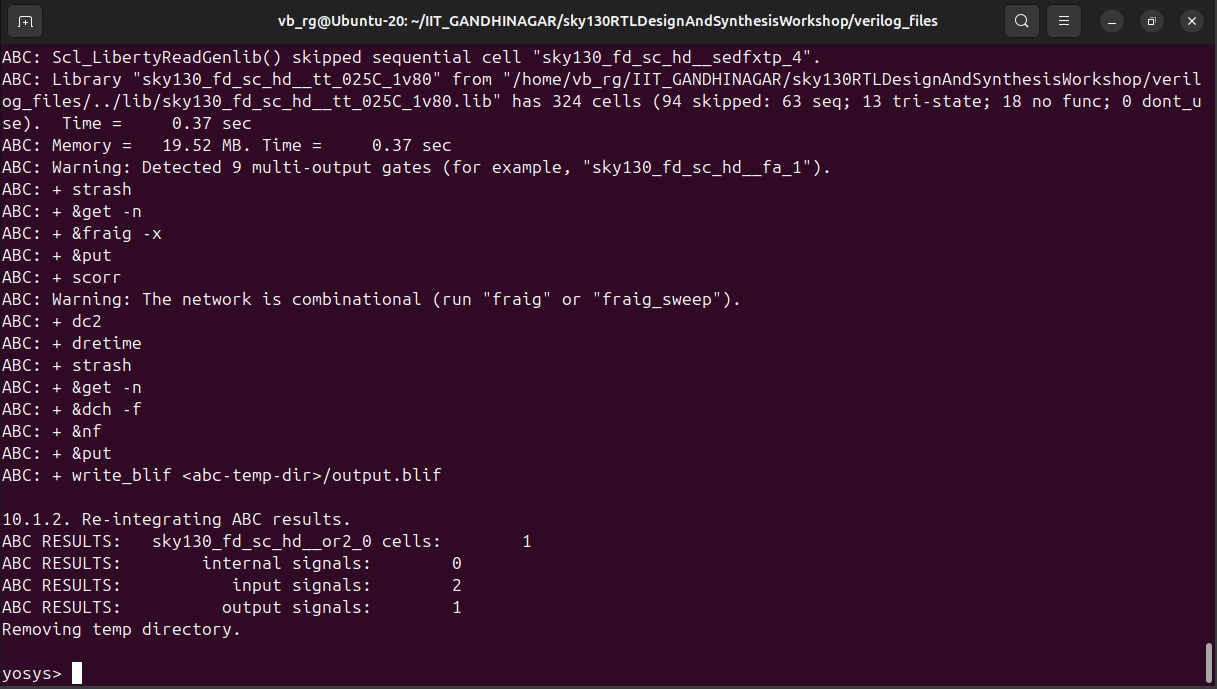 vb_rg@Ubuntu-20: ~/IIT_GANDHINAGAR/sky130RTLDesignAndSynthesisWorkshop/verilog_files
ABC: Scl_LibertyReadGenlib() skipped sequential cell "sky130_fd_sc_hd__sedfxtp_4".
ABC: Library "sky130_fd_sc_hd__tt_025C_1v80" from "/home/vb_rg/IIT_GANDHINAGAR/sky130RTLDesignAndSynthesisWorkshop/veril
og_files/../lib/sky130_fd_sc_hd__tt_025C_1v80.lib" has 324 cells (94 skipped: 63 seq; 13 tri-state; 18 no func; 0 dont_u
se).  Time =     0.37 sec
ABC: Memory =   19.52 MB. Time =     0.37 sec
ABC: Warning: Detected 9 multi-output gates (for example, "sky130_fd_sc_hd__fa_1").
ABC: + strash
ABC: + &get -n
ABC: + &fraig -x
ABC: + &put
ABC: + scorr
ABC: Warning: The network is combinational (run "fraig" or "fraig_sweep").
ABC: + dc2
ABC: + dretime
ABC: + strash
ABC: + &get -n
ABC: + &dch -f
ABC: + &nf
ABC: + &put
ABC: + write_blif <abc-temp-dir>/output.blif
10.1.2. Re-integrating ABC results.
ABC RESULTS:   sky130_fd_sc_hd__or2_0 cells:        1
ABC RESULTS:        internal signals:        0
ABC RESULTS:           input signals:        2
ABC RESULTS:          output signals:        1
Removing temp directory.
yosys>